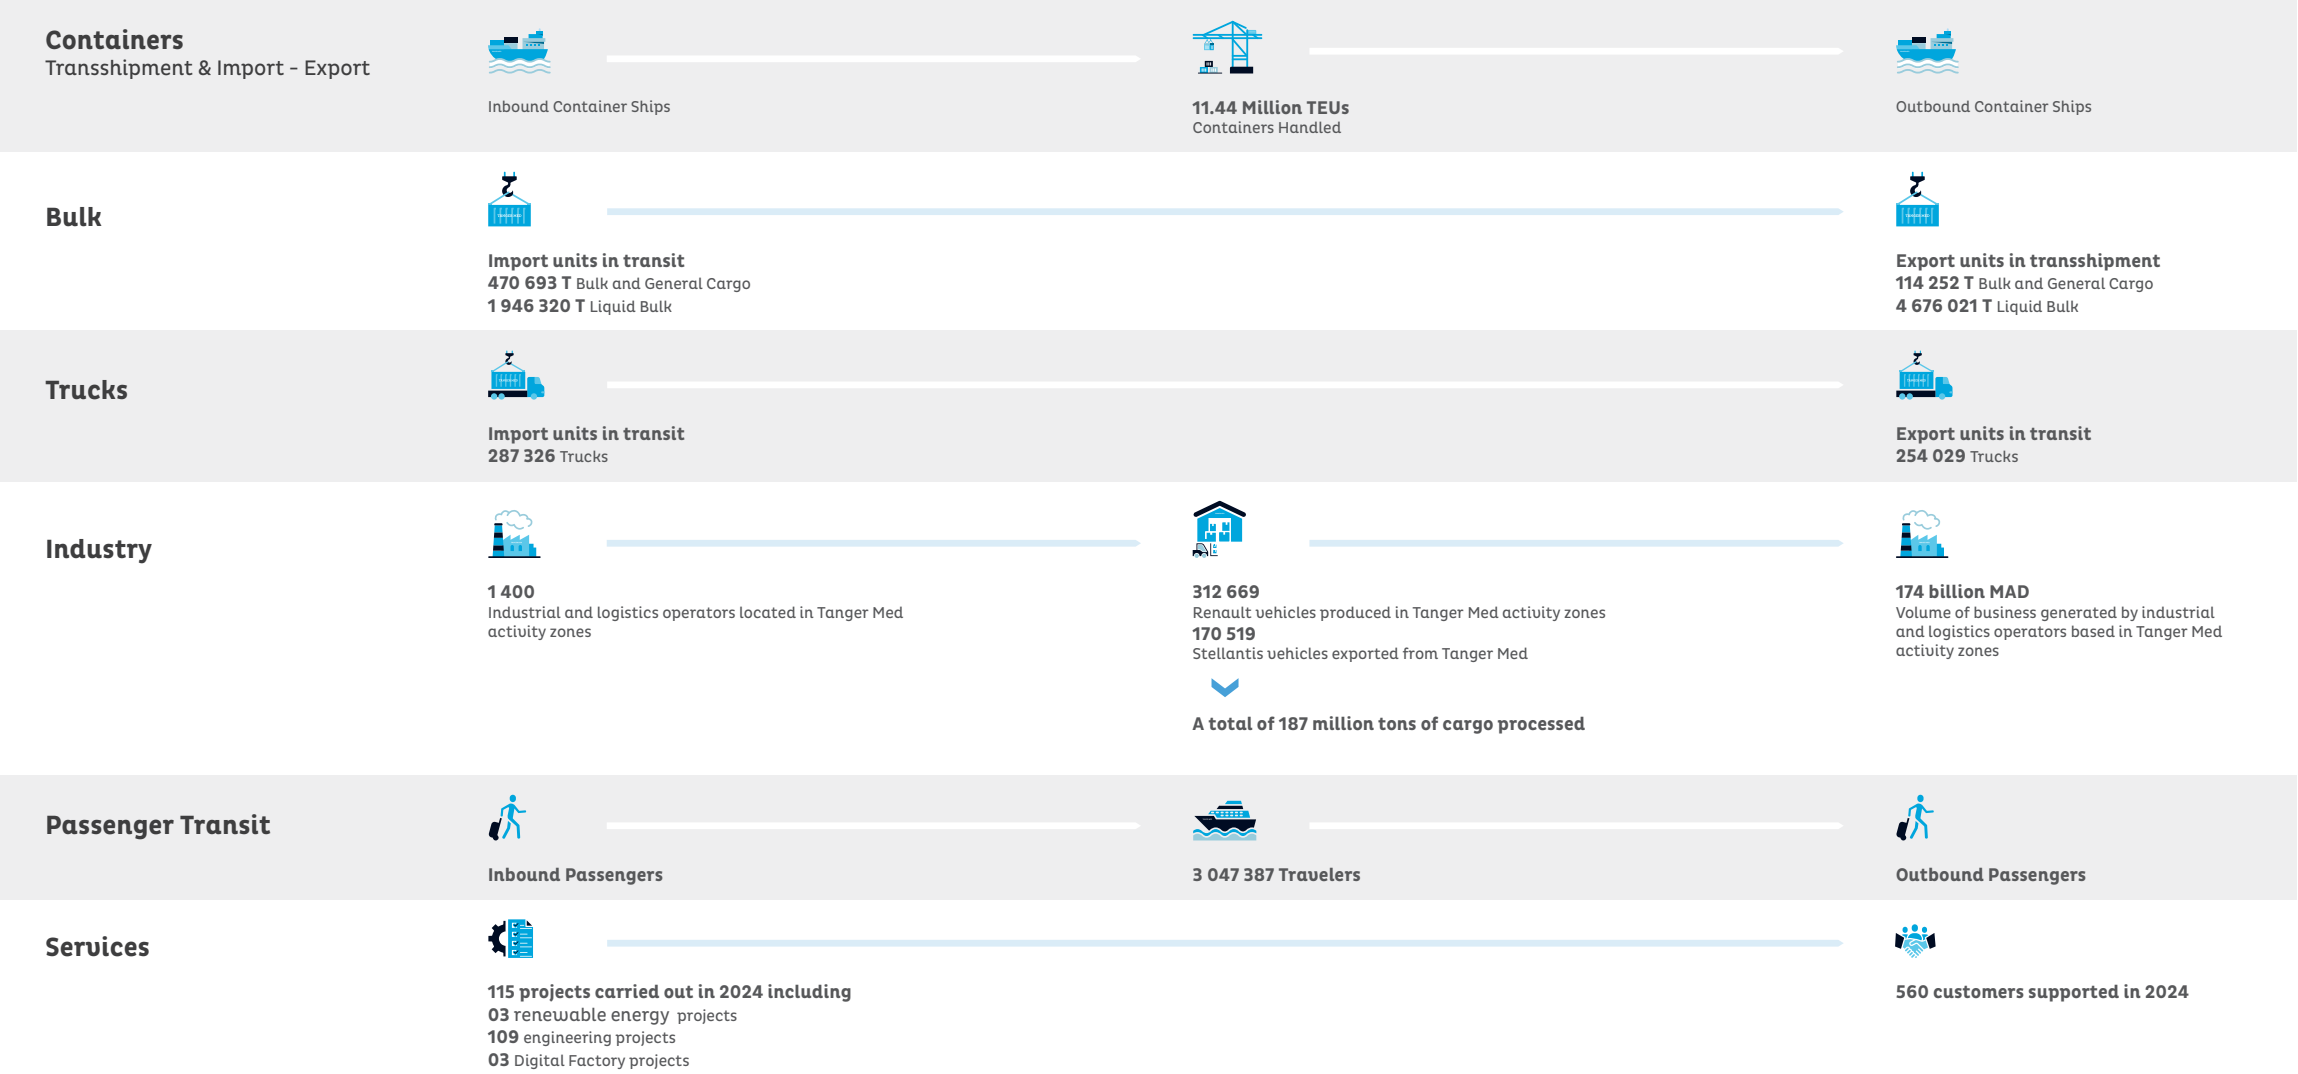 Containers
Transshipment & Import - Export
Inbound Container Ships
11.44 Million TEUs
Containers Handled
Outbound Container Ships
Bulk
Import units in transit
470 693 T Bulk and General Cargo
1 946 320 T Liquid Bulk
Export units in transshipment
114 252 T Bulk and General Cargo
4 676 021 T Liquid Bulk
Trucks
Import units in transit
287 326 Trucks
Export units in transit
254 029 Trucks
Industry
1 400
Industrial and logistics operators located in Tanger Med
activity zones
312 669
Renault vehicles produced in Tanger Med activity zones
170 519
Stellantis vehicles exported from Tanger Med
A total of 187 million tons of cargo processed
174 billion MAD
Volume of business generated by industrial
and logistics operators based in Tanger Med
activity zones
Passenger Transit
Inbound Passengers
3 047 387 Travelers
Outbound Passengers
Services
115 projects carried out in 2024 including
03 renewable energy projects
109 engineering projects
03 Digital Factory projects
560 customers supported in 2024